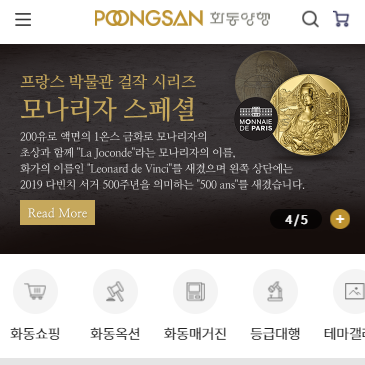 POONGSAN 화동양행
프랑스 박물관 걸작 시리즈
모나리자 스페셜
200유로 액면의 1온스 금화로 모나리자의
초상과 함께 "La Joconde"라는 모나리자의 이름,
화가의 이름인 "Leonard de Vinci"를 새겼으며 왼쪽 상단에는
2019 다빈치 서거 500주년을 의미하는 "500 ans"를 새겼습니다.
MONNAIE
DE PARIS
Read More
4/5
화동쇼핑 화동옥션 화동매거진 등급대행 테마갤